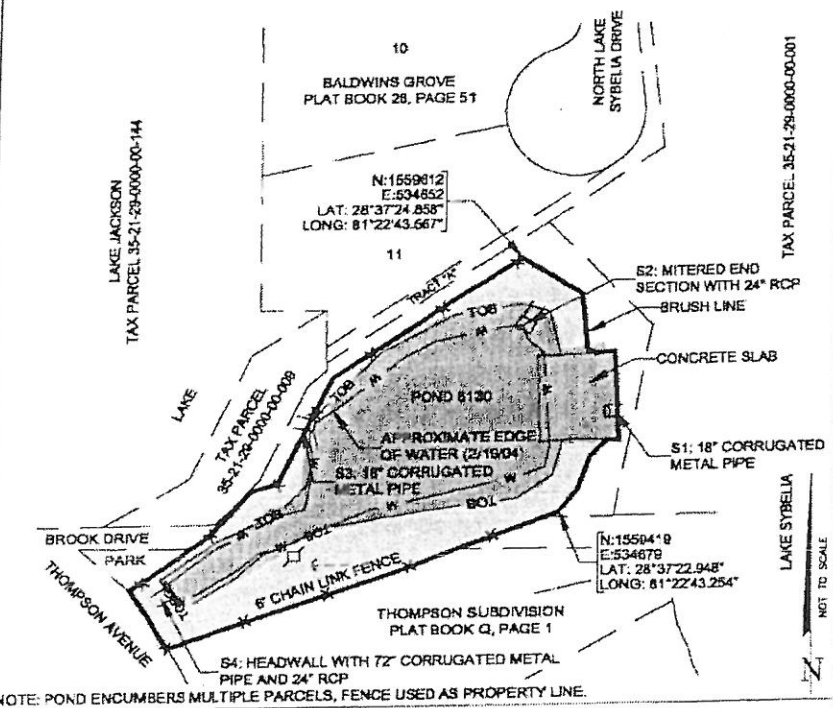 10
BALDWINS GROVE
PLAT BOOK 26, PAGE 51
NORTH LAKE
SYBELIA DRIVE
TAX PARCEL 35-21-29-0000-00-001
LAKE JACKSON
TAX PARCEL 35-21-29-0000-00-144
N:1559612
E:534652
LAT: 28°37'24.858"
LONG: 81°22'43.567"
11
TRACT "A"
S2: MITERED END
SECTION WITH 24" RCP
BRUSH LINE
TOB
W
CONCRETE SLAB
LAKE
TAX PARCEL
35-21-29-0000-00-009
TOB
W
W
POND 6130
W
APPROXIMATE EDGE
OF WATER (2/19/04)
S1: 18" CORRUGATED
METAL PIPE
S3: 18" CORRUGATED
METAL PIPE
W
W
W
TOB
TOB
W
TOB
W
BROOK DRIVE
PARK
THOMPSON AVENUE
TOB
6' CHAIN LINK FENCE
N:1559419
E:534679
LAT: 28°37'22.948"
LONG: 81°22'43.254"
LAKE SYBELIA
NOT TO SCALE
THOMPSON SUBDIVISION
PLAT BOOK Q, PAGE 1
S4: HEADWALL WITH 72" CORRUGATED METAL
PIPE AND 24" RCP
N
NOTE: POND ENCUMBERS MULTIPLE PARCELS, FENCE USED AS PROPERTY LINE.